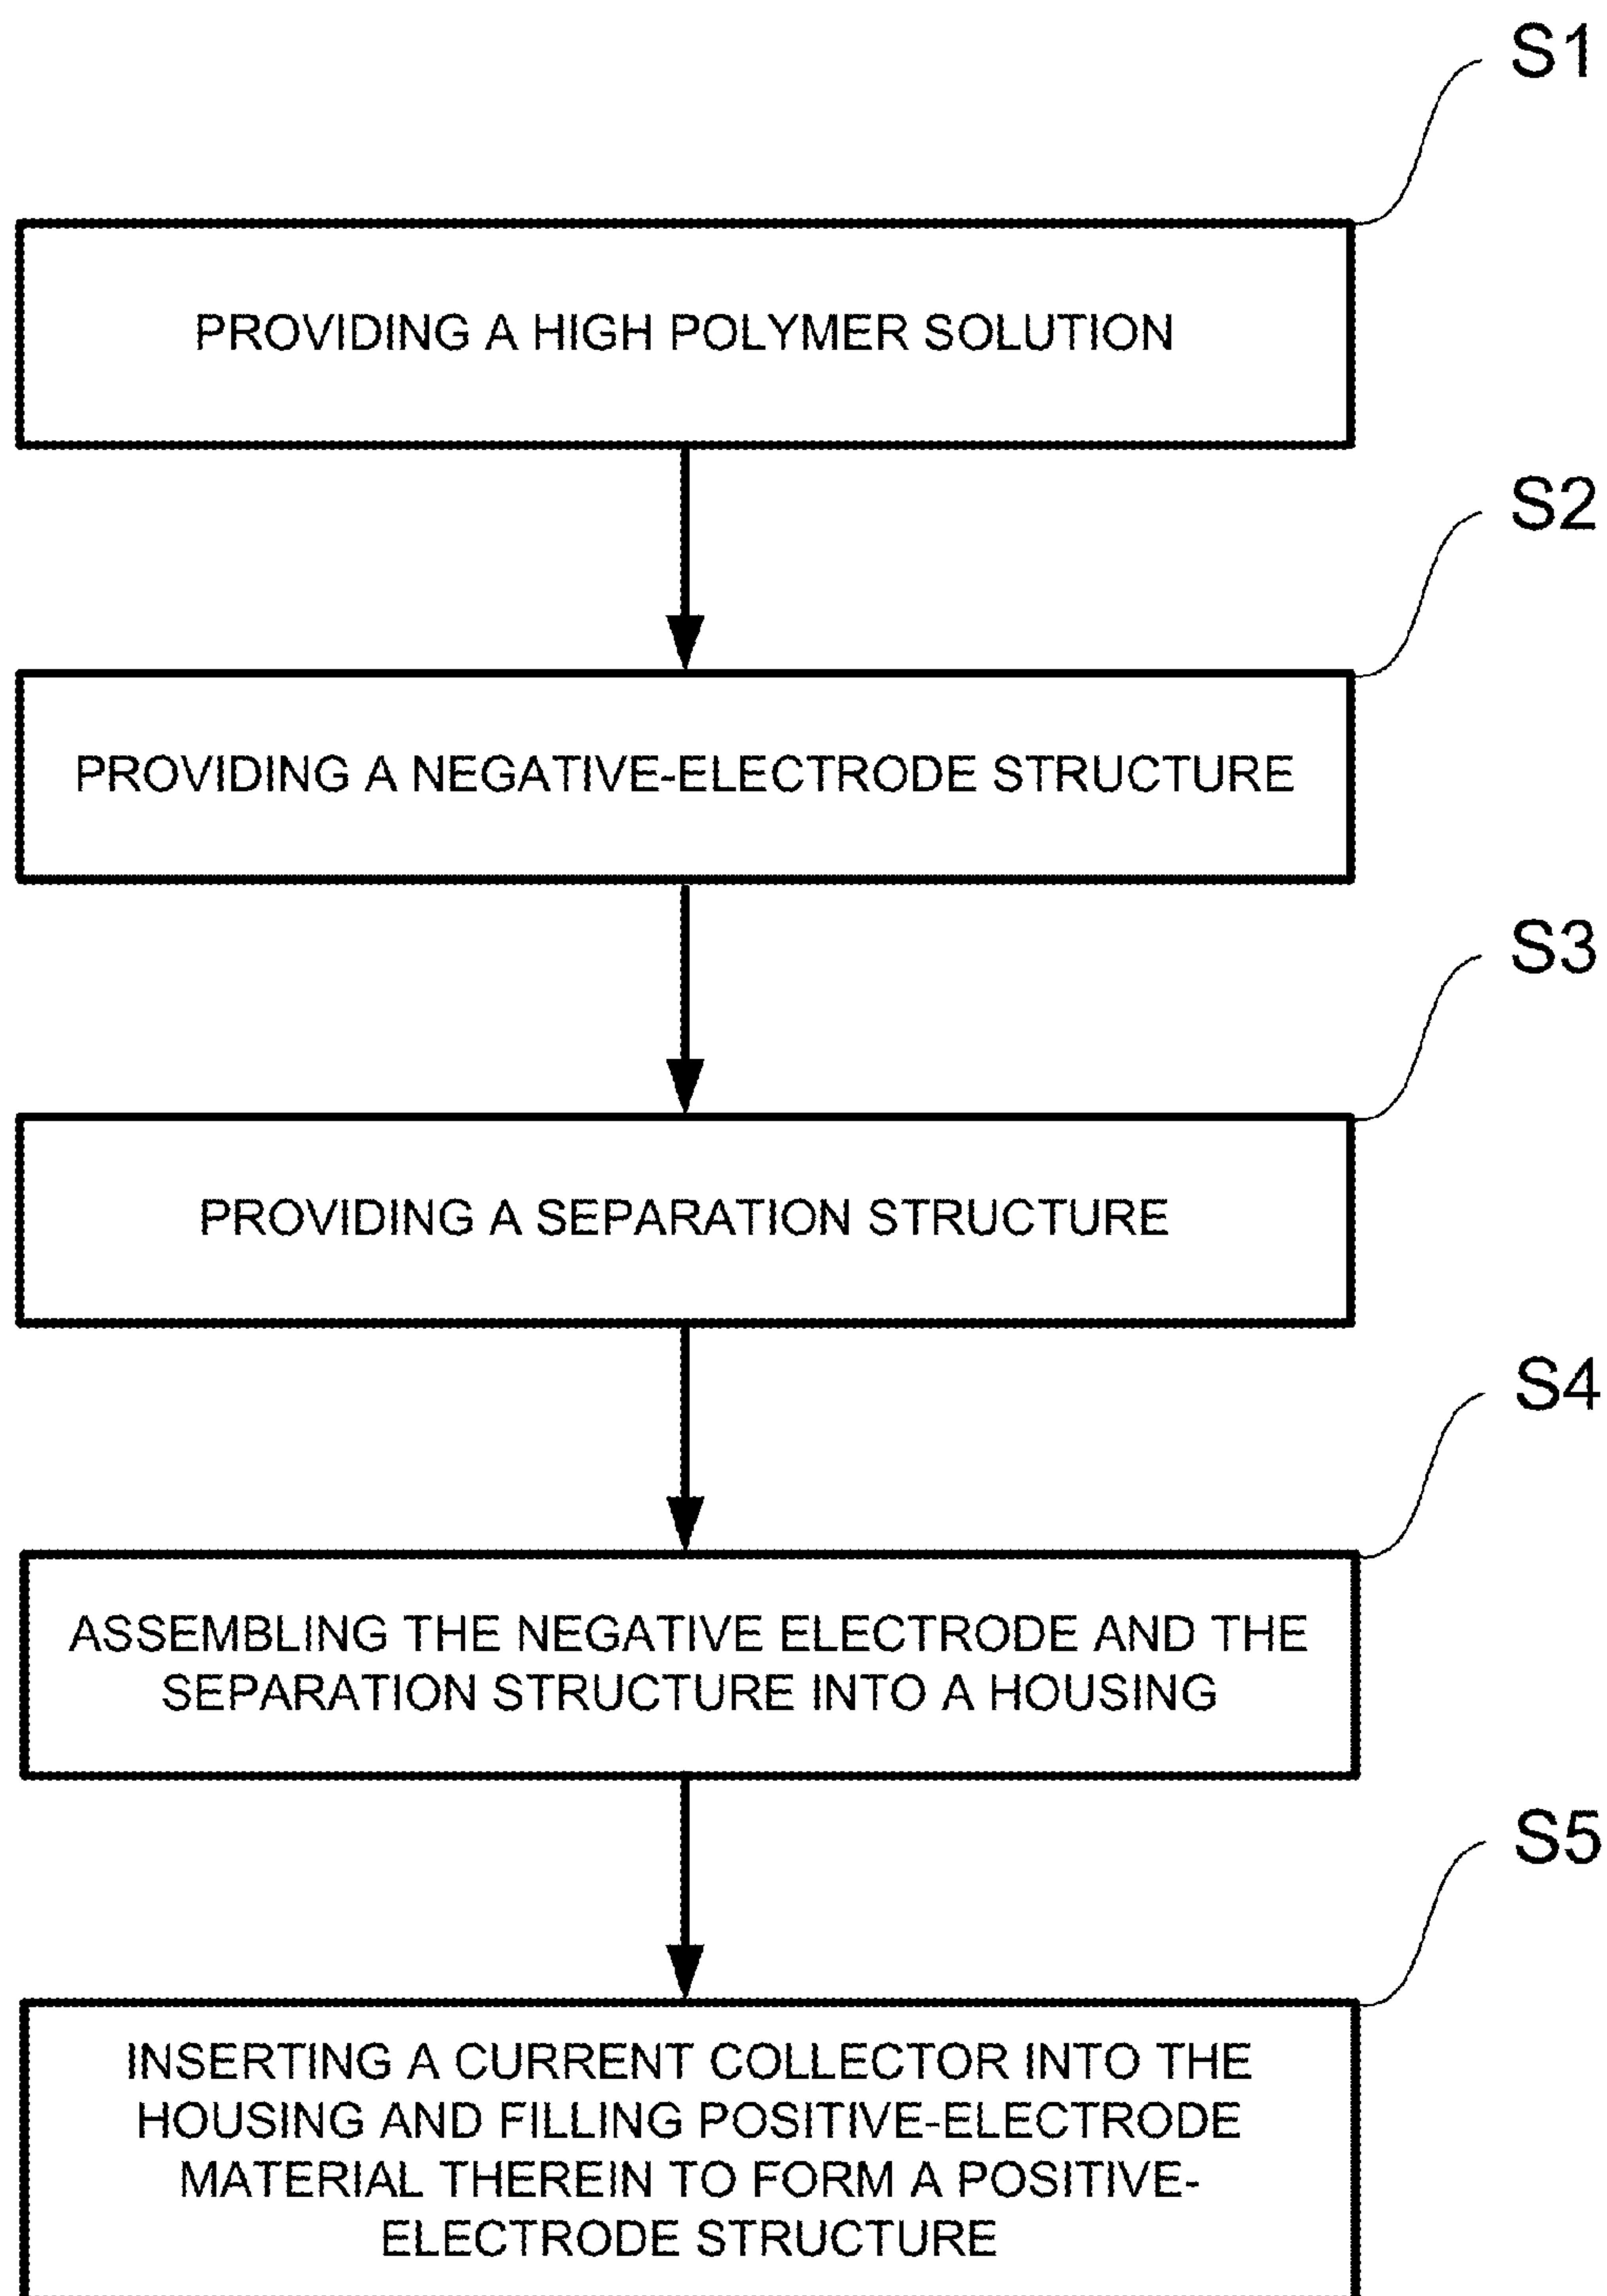 S1
PROVIDING A HIGH POLYMER SOLUTION
S2
PROVIDING A NEGATIVE-ELECTRODE STRUCTURE
S3
PROVIDING A SEPARATION STRUCTURE
S4
ASSEMBLING THE NEGATIVE ELECTRODE AND THE
SEPARATION STRUCTURE INTO A HOUSING
S5
INSERTING A CURRENT COLLECTOR INTO THE
HOUSING AND FILLING POSITIVE-ELECTRODE
MATERIAL THEREIN TO FORM A POSITIVE-
ELECTRODE STRUCTURE